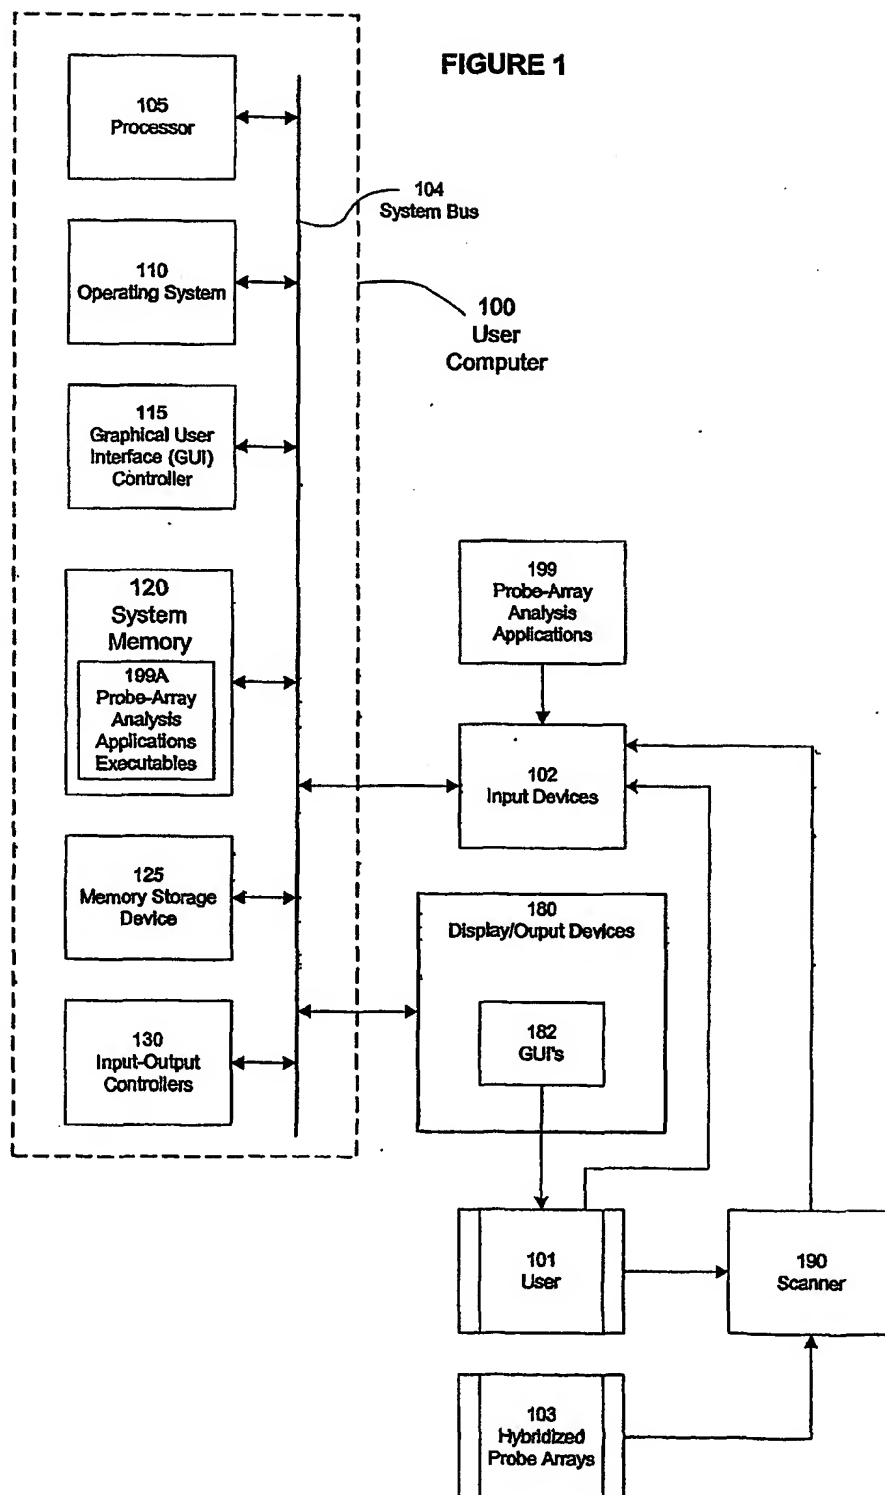 FIGURE 1
105
Processor
104
System Bus
110
Operating System
100
User
Computer
115
Graphical User
Interface (GUI)
Controller
120
System
Memory
199A
Probe-Array
Analysis
Applications
Executables
199
Probe-Array
Analysis
Applications
102
Input Devices
125
Memory Storage
Device
180
Display/Ouput Devices
182
GUI's
130
Input-Output
Controllers
101
User
190
Scanner
103
Hybridized
Probe Arrays